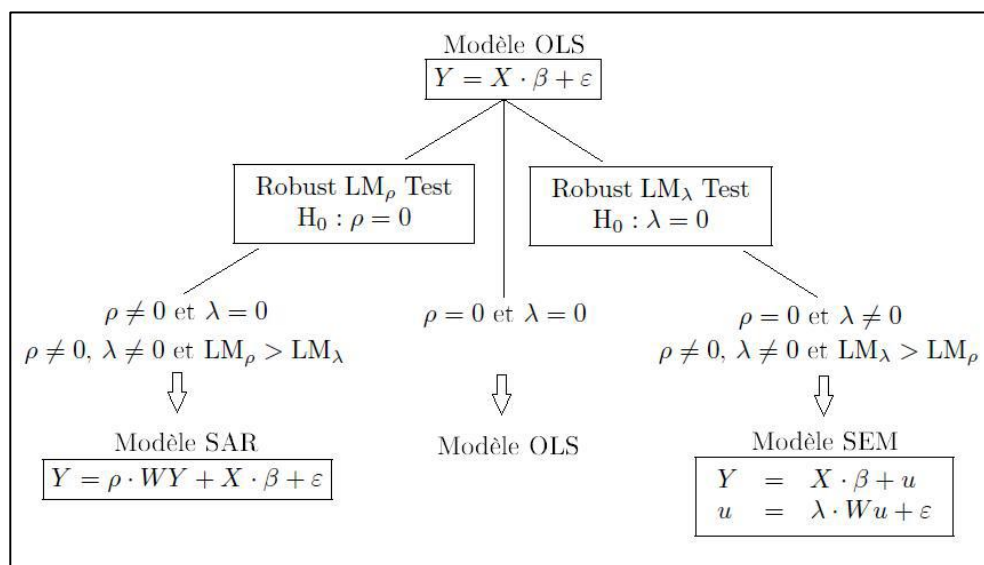 Modèle OLS
Y = X · β + ε
Robust LMρ Test
H0 : ρ = 0
Robust LMλ Test
H0 : λ = 0
ρ ≠ 0 et λ = 0
ρ ≠ 0, λ ≠ 0 et LMρ > LMλ
ρ = 0 et λ = 0
ρ = 0 et λ ≠ 0
ρ ≠ 0, λ ≠ 0 et LMλ > LMρ
Modèle SAR
Y = ρ · WY + X · β + ε
Modèle OLS
Modèle SEM
Y = X · β + u
u = λ · Wu + ε